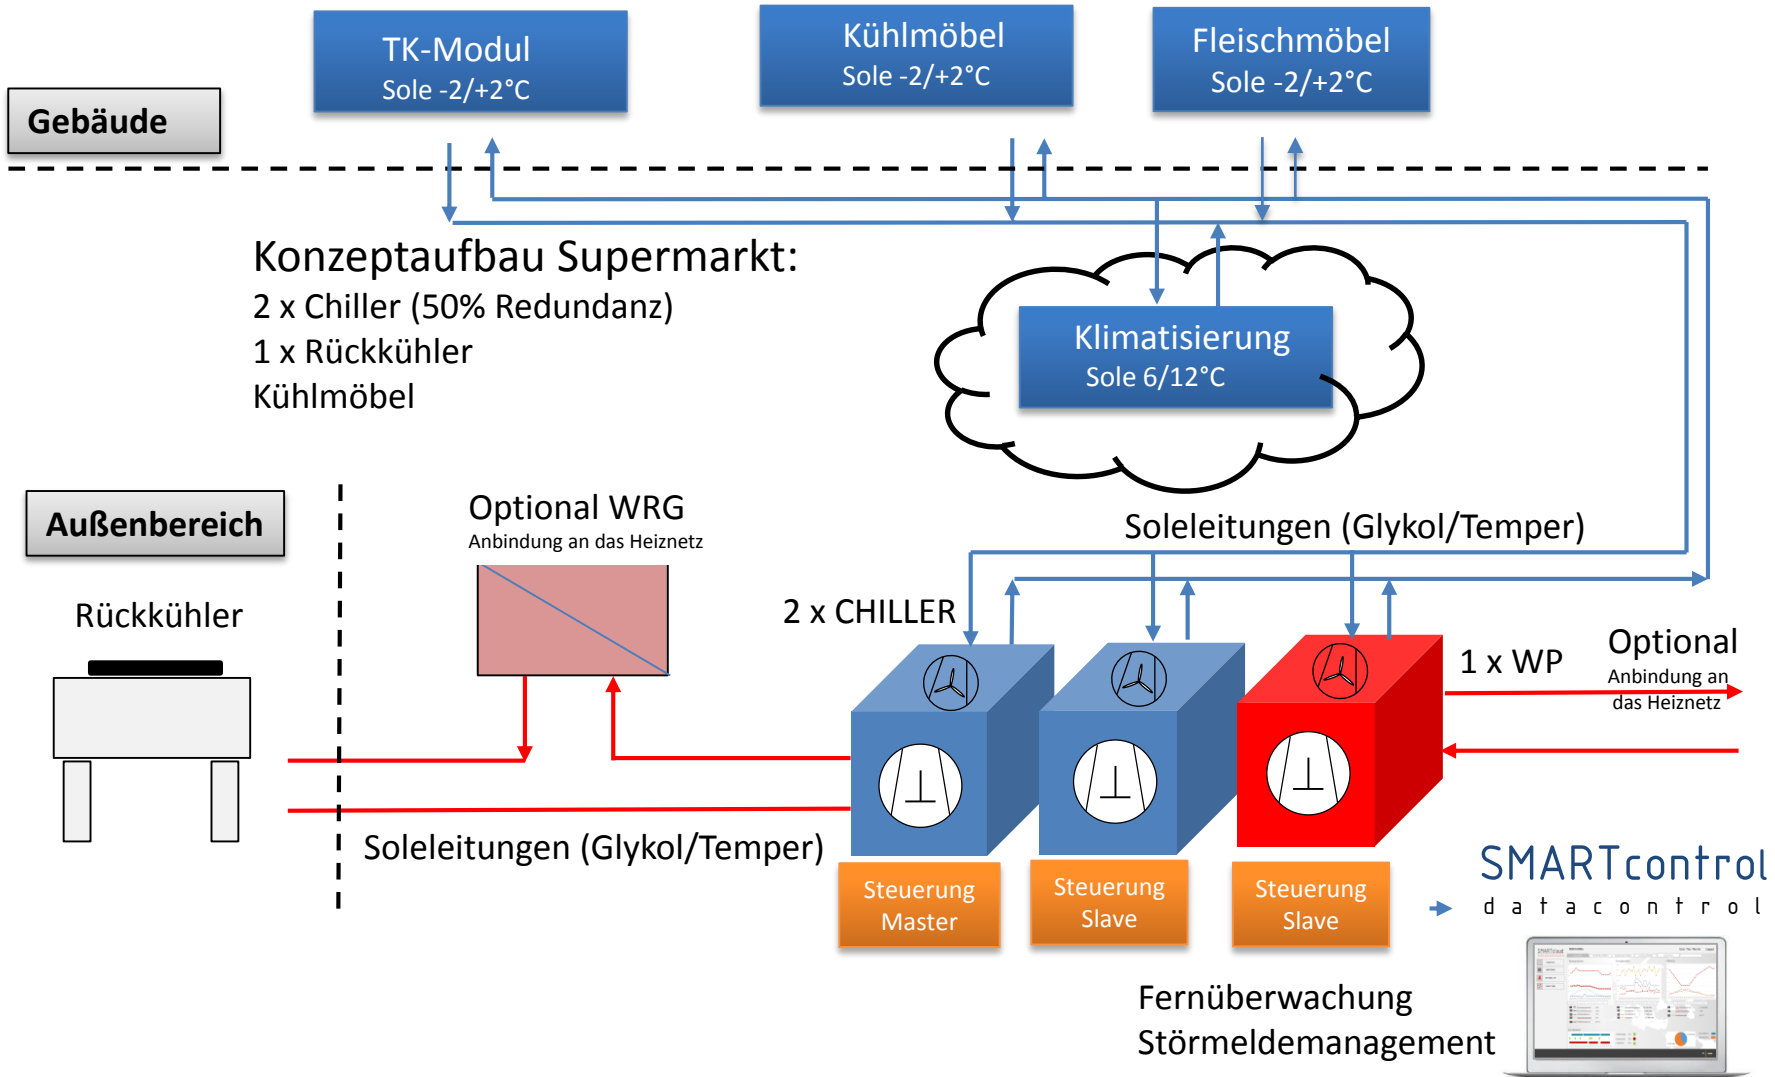 TK-Modul
Sole -2/+2°C
Kühlmöbel
Sole -2/+2°C
Fleischmöbel
Sole -2/+2°C
Gebäude
Konzeptaufbau Supermarkt:
2 x Chiller (50% Redundanz)
1 x Rückkühler
Kühlmöbel
Klimatisierung
Sole 6/12°C
Außenbereich
Optional WRG
Anbindung an das Heiznetz
Soleleitungen (Glykol/Temper)
Rückkühler
2 x CHILLER
1 x WP
Optional
Anbindung an
das Heiznetz
Soleleitungen (Glykol/Temper)
Steuerung
Master
Steuerung
Slave
Steuerung
Slave
SMARTcontrol
datacontrol
Fernüberwachung
Störmeldemanagement